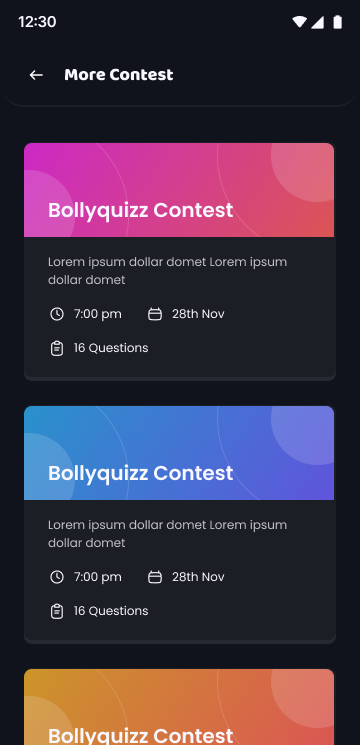 12:30
More Contest
Bollyquizz Contest
Lorem ipsum dollar domet Lorem ipsum
dollar domet
7:00 pm 28th Nov
16 Questions
Bollyquizz Contest
Lorem ipsum dollar domet Lorem ipsum
dollar domet
7:00 pm 28th Nov
16 Questions
Bollyquizz Contest